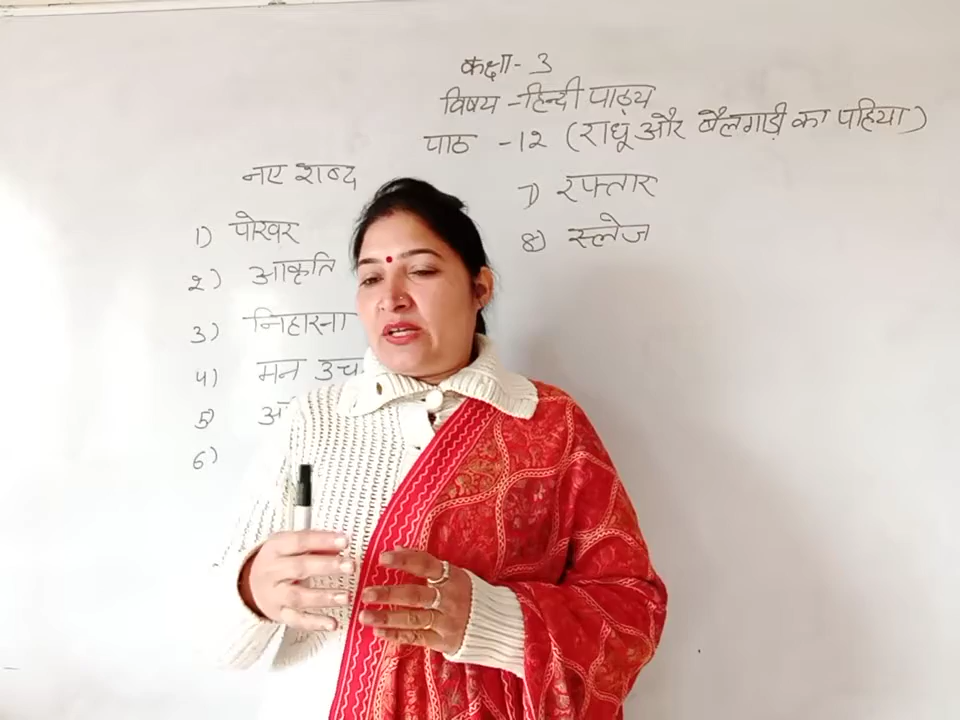 कक्षा - 3
विषय - हिन्दी पाठ्य
पाठ - 12 (राधू और बैलगाड़ी का पहिया)
नए शब्द
1) पोखर
2) आकृति
3) निहारना
4) मन
5)
6)
7) रफ्तार
8) स्लेज